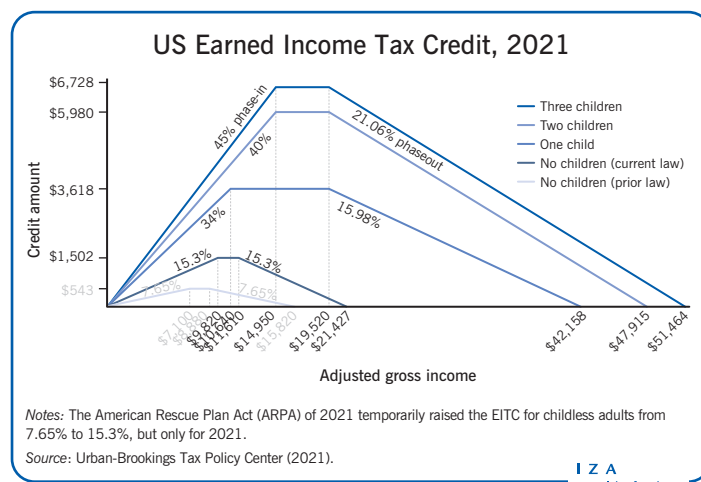 US Earned Income Tax Credit, 2021
$6,728
$5,980
$3,618
$1,502
$543
Credit amount
45% phase-in
40%
34%
15.3%
15.3%
7.65%
7.65%
21.06% phaseout
15.98%
Three children
Two children
One child
No children (current law)
No children (prior law)
$7,100
$8,880
$9,820
$10,640
$11,610
$14,950
$15,820
$19,520
$21,427
$42,158
$47,915
$51,464
Adjusted gross income
Notes: The American Rescue Plan Act (ARPA) of 2021 temporarily raised the EITC for childless adults from
7.65% to 15.3%, but only for 2021.
Source: Urban-Brookings Tax Policy Center (2021).
I Z A